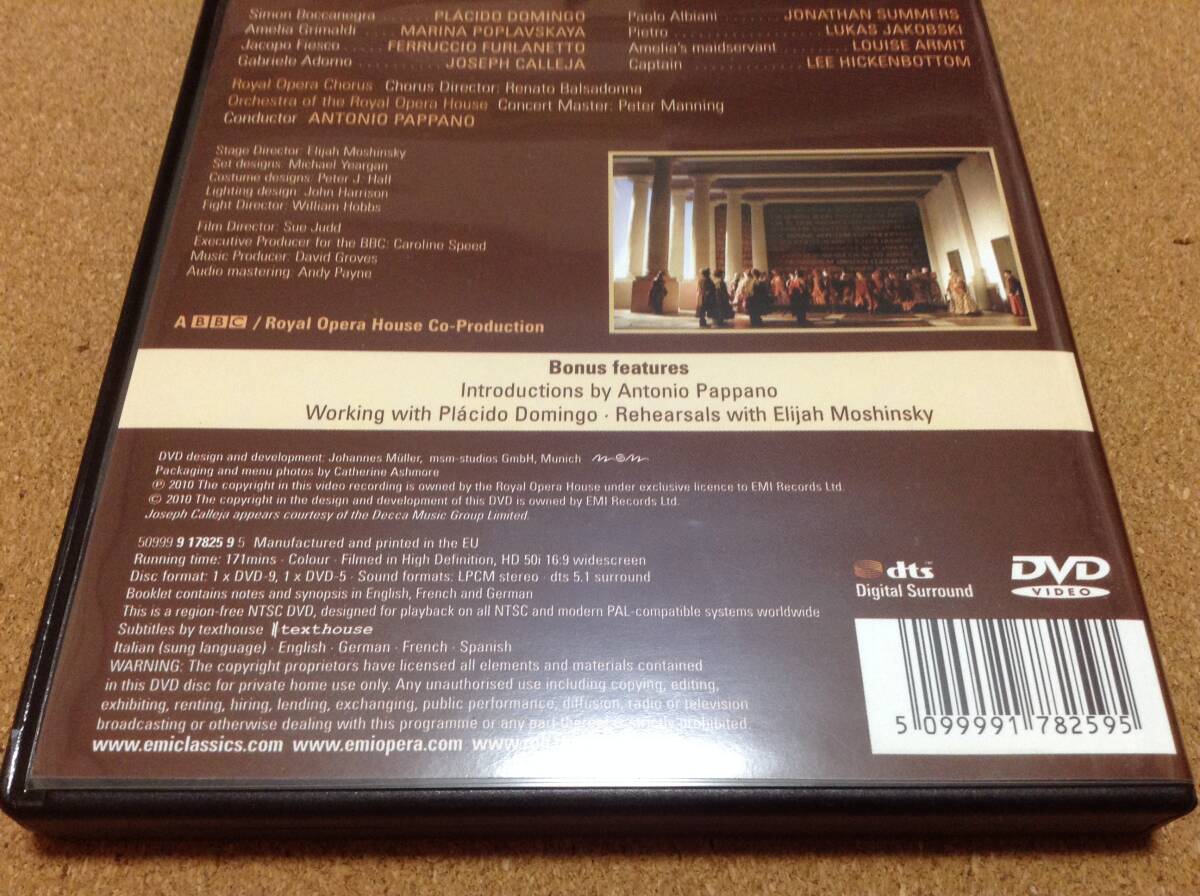 Simon Boccanegra ........ PLÁCIDO DOMINGO
Amelia Grimaldi .... MARINA POPLAVSKAYA
Jacopo Fiesco .... FERRUCCIO FURLANETTO
Gabriele Adorno .............. JOSEPH CALLEJA
Paolo Albiani ........ JONATHAN SUMMERS
Pietro .................... LUKAS JAKOBSKI
Amelia's maidservant .......... LOUISE ARMIT
Captain ................ LEE HICKENBOTTOM
Royal Opera Chorus Chorus Director: Renato Balsadonna
Orchestra of the Royal Opera House Concert Master: Peter Manning
Conductor ANTONIO PAPPANO
Stage Director: Elijah Moshinsky
Set designs: Michael Yeargan
Costume designs: Peter J. Hall
Lighting design: John Harrison
Fight Director: William Hobbs
Film Director: Sue Judd
Executive Producer for the BBC: Caroline Speed
Music Producer: David Groves
Audio mastering: Andy Payne
A BBC / Royal Opera House Co-Production
Bonus features
Introductions by Antonio Pappano
Working with Plácido Domingo · Rehearsals with Elijah Moshinsky
DVD design and development: Johannes Müller, msm-studios GmbH, Munich msm
Packaging and menu photos by Catherine Ashmore
℗ 2010 The copyright in this video recording is owned by the Royal Opera House under exclusive licence to EMI Records Ltd.
© 2010 The copyright in the design and development of this DVD is owned by EMI Records Ltd.
Joseph Calleja appears courtesy of the Decca Music Group Limited.
50999 9 17825 9 5 Manufactured and printed in the EU
Running time: 171mins · Colour · Filmed in High Definition, HD 50i 16:9 widescreen
Disc format: 1 x DVD-9, 1 x DVD-5 · Sound formats: LPCM stereo · dts 5.1 surround
Booklet contains notes and synopsis in English, French and German
This is a region-free NTSC DVD, designed for playback on all NTSC and modern PAL-compatible systems worldwide
Subtitles by texthouse texthouse
Italian (sung language) · English · German · French · Spanish
WARNING: The copyright proprietors have licensed all elements and materials contained
in this DVD disc for private home use only. Any unauthorised use including copying, editing,
exhibiting, renting, hiring, lending, exchanging, public performance, diffusion, radio or television
broadcasting or otherwise dealing with this programme or any part thereof is strictly prohibited.
www.emiclassics.com www.emiopera.com
dts
Digital Surround
DVD
VIDEO
5 099991 782595